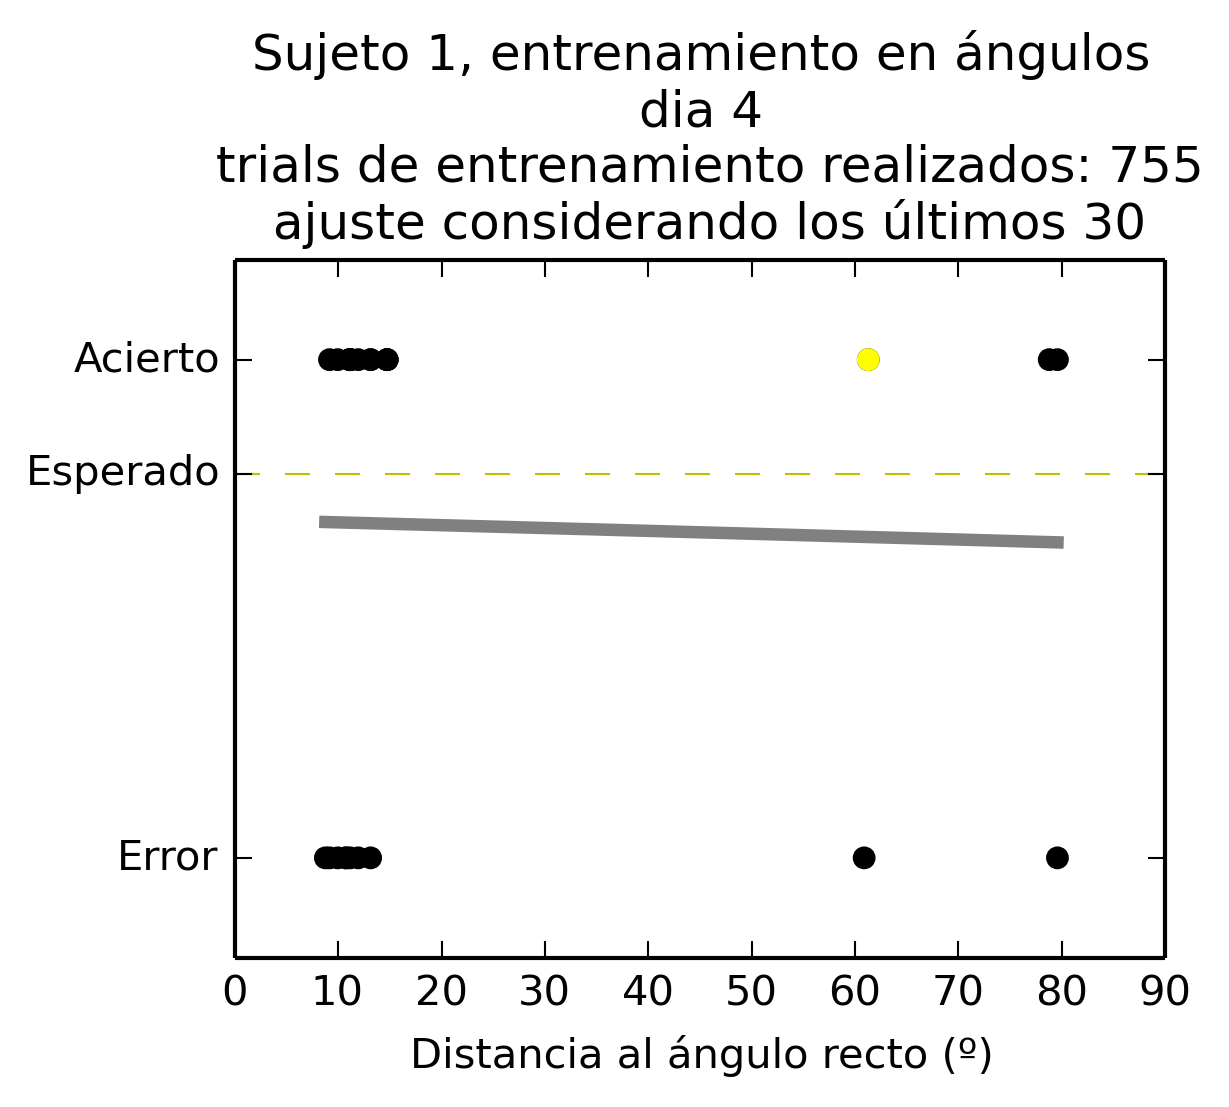 Sujeto 1, entrenamiento en ángulos
dia 4
trials de entrenamiento realizados: 755
ajuste considerando los últimos 30
Acierto
Esperado
Error
0 10 20 30 40 50 60 70 80 90
Distancia al ángulo recto (º)